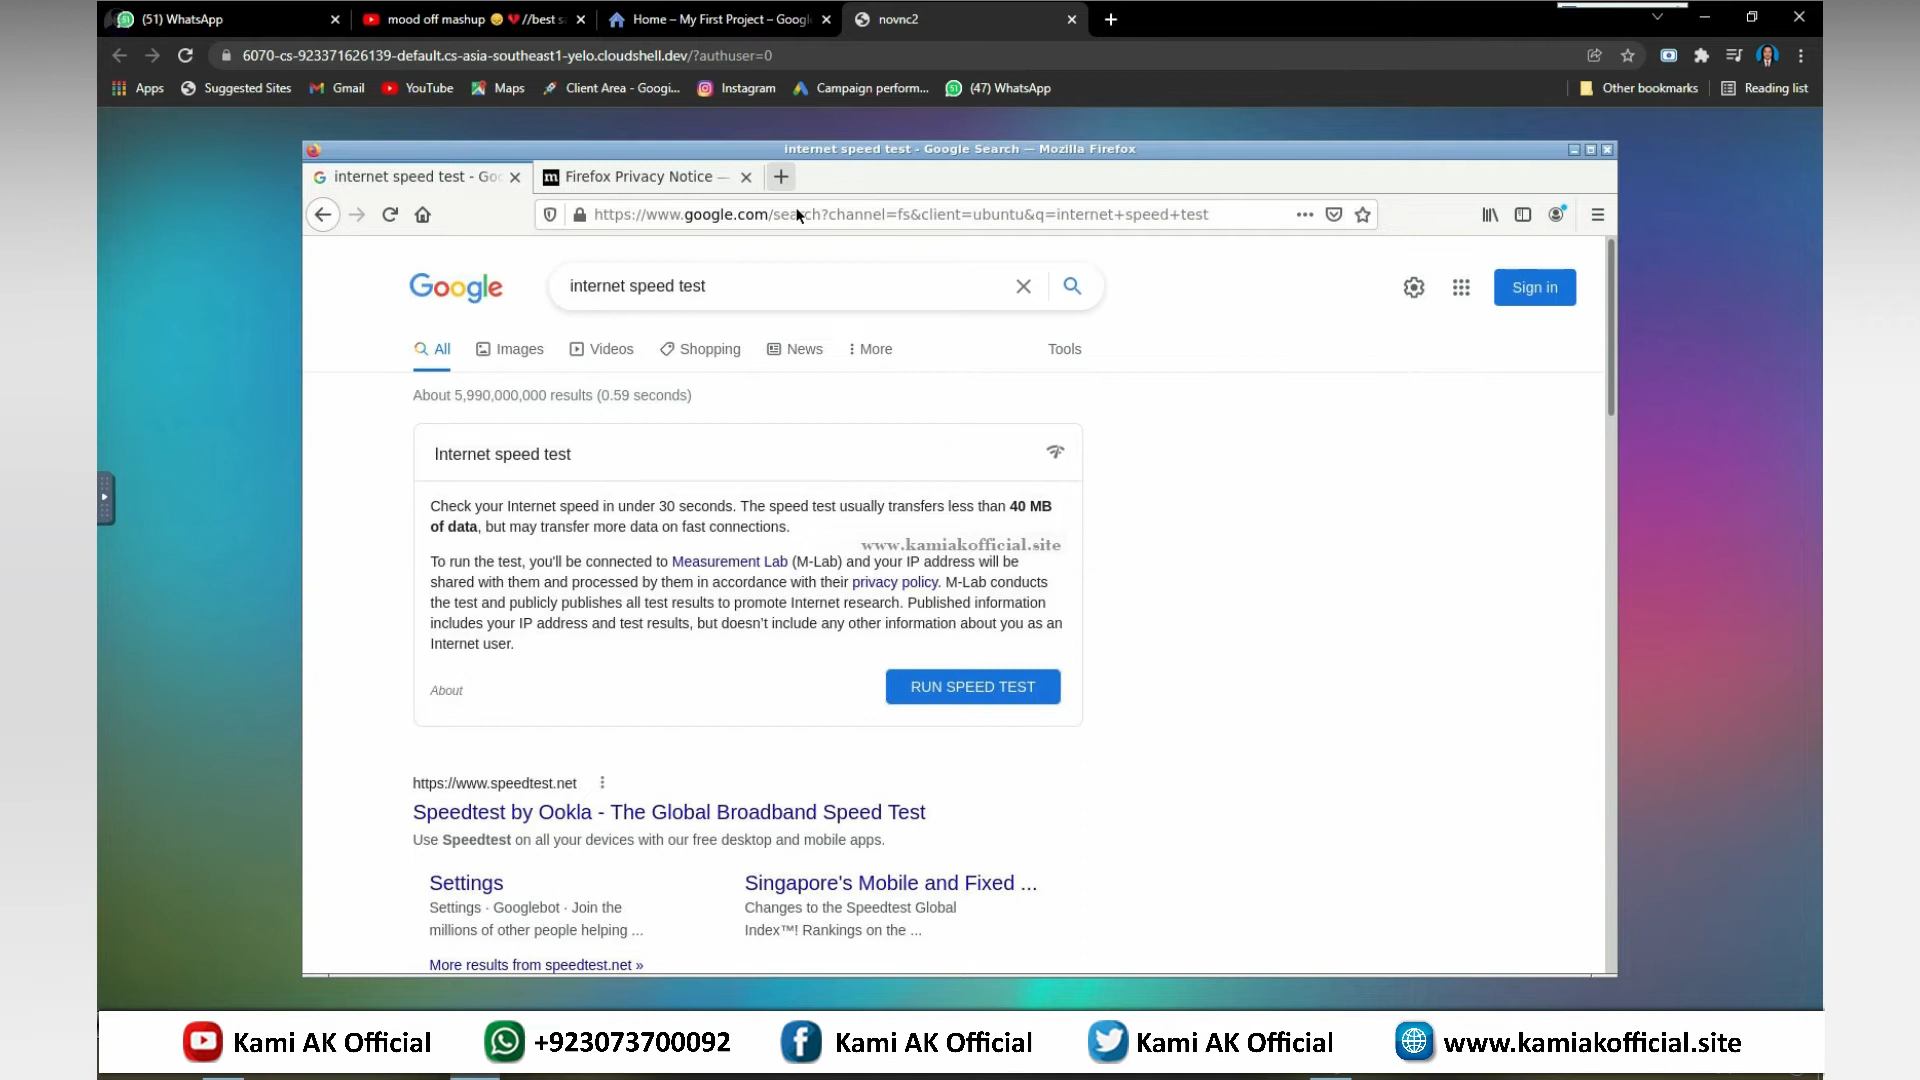 (51) WhatsApp
mood off mashup 😔 💔//best s
Home – My First Project – Googl
novnc2
6070-cs-923371626139-default.cs-asia-southeast1-yelo.cloudshell.dev/?authuser=0
Apps
Suggested Sites
Gmail
YouTube
Maps
Client Area - Googi...
Instagram
Campaign perform...
(47) WhatsApp
Other bookmarks
Reading list
internet speed test - Google Search — Mozilla Firefox
internet speed test - Goo
Firefox Privacy Notice —
https://www.google.com/search?channel=fs&client=ubuntu&q=internet+speed+test
Google
internet speed test
Sign in
All
Images
Videos
Shopping
News
More
Tools
About 5,990,000,000 results (0.59 seconds)
Internet speed test
Check your Internet speed in under 30 seconds. The speed test usually transfers less than 40 MB
of data, but may transfer more data on fast connections.
www.kamiakofficial.site
To run the test, you'll be connected to Measurement Lab (M-Lab) and your IP address will be
shared with them and processed by them in accordance with their privacy policy. M-Lab conducts
the test and publicly publishes all test results to promote Internet research. Published information
includes your IP address and test results, but doesn't include any other information about you as an
Internet user.
About
RUN SPEED TEST
https://www.speedtest.net
Speedtest by Ookla - The Global Broadband Speed Test
Use Speedtest on all your devices with our free desktop and mobile apps.
Settings
Settings · Googlebot · Join the
millions of other people helping ...
Singapore's Mobile and Fixed ...
Changes to the Speedtest Global
Index™! Rankings on the ...
More results from speedtest.net »
Kami AK Official
+923073700092
Kami AK Official
Kami AK Official
www.kamiakofficial.site